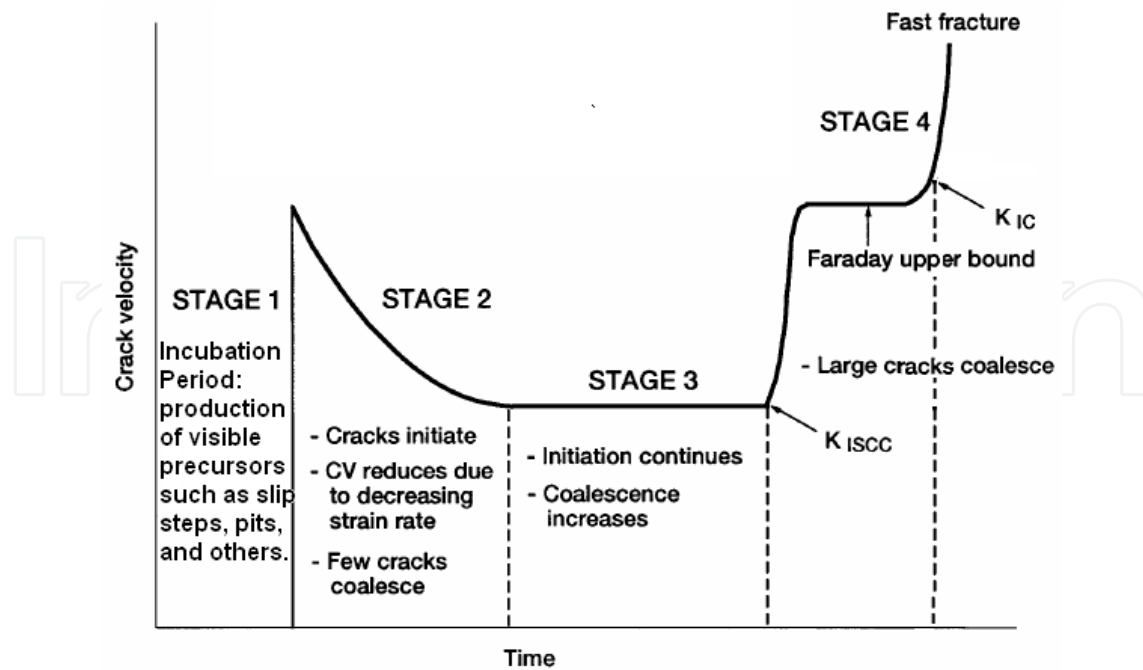 Fast fracture
STAGE 4
K IC
Faraday upper bound
STAGE 1
STAGE 2
Crack velocity
Incubation
Period:
production
of visible
precursors
such as slip
steps, pits,
and others.
STAGE 3
- Large cracks coalesce
K ISCC
- Cracks initiate
- CV reduces due
to decreasing
strain rate
- Few cracks
coalesce
- Initiation continues
- Coalescence
increases
Time